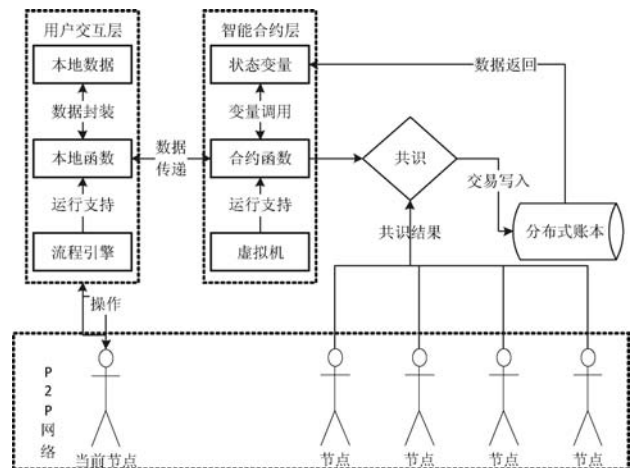 用户交互层
智能合约层
本地数据
状态变量
数据返回
数据封装
变量调用
本地函数
数据
传递
合约函数
共识
交易写入
运行支持
运行支持
共识结果
分布式账本
流程引擎
虚拟机
操作
P
2
P
网
络
当前节点
节点
节点
节点
节点